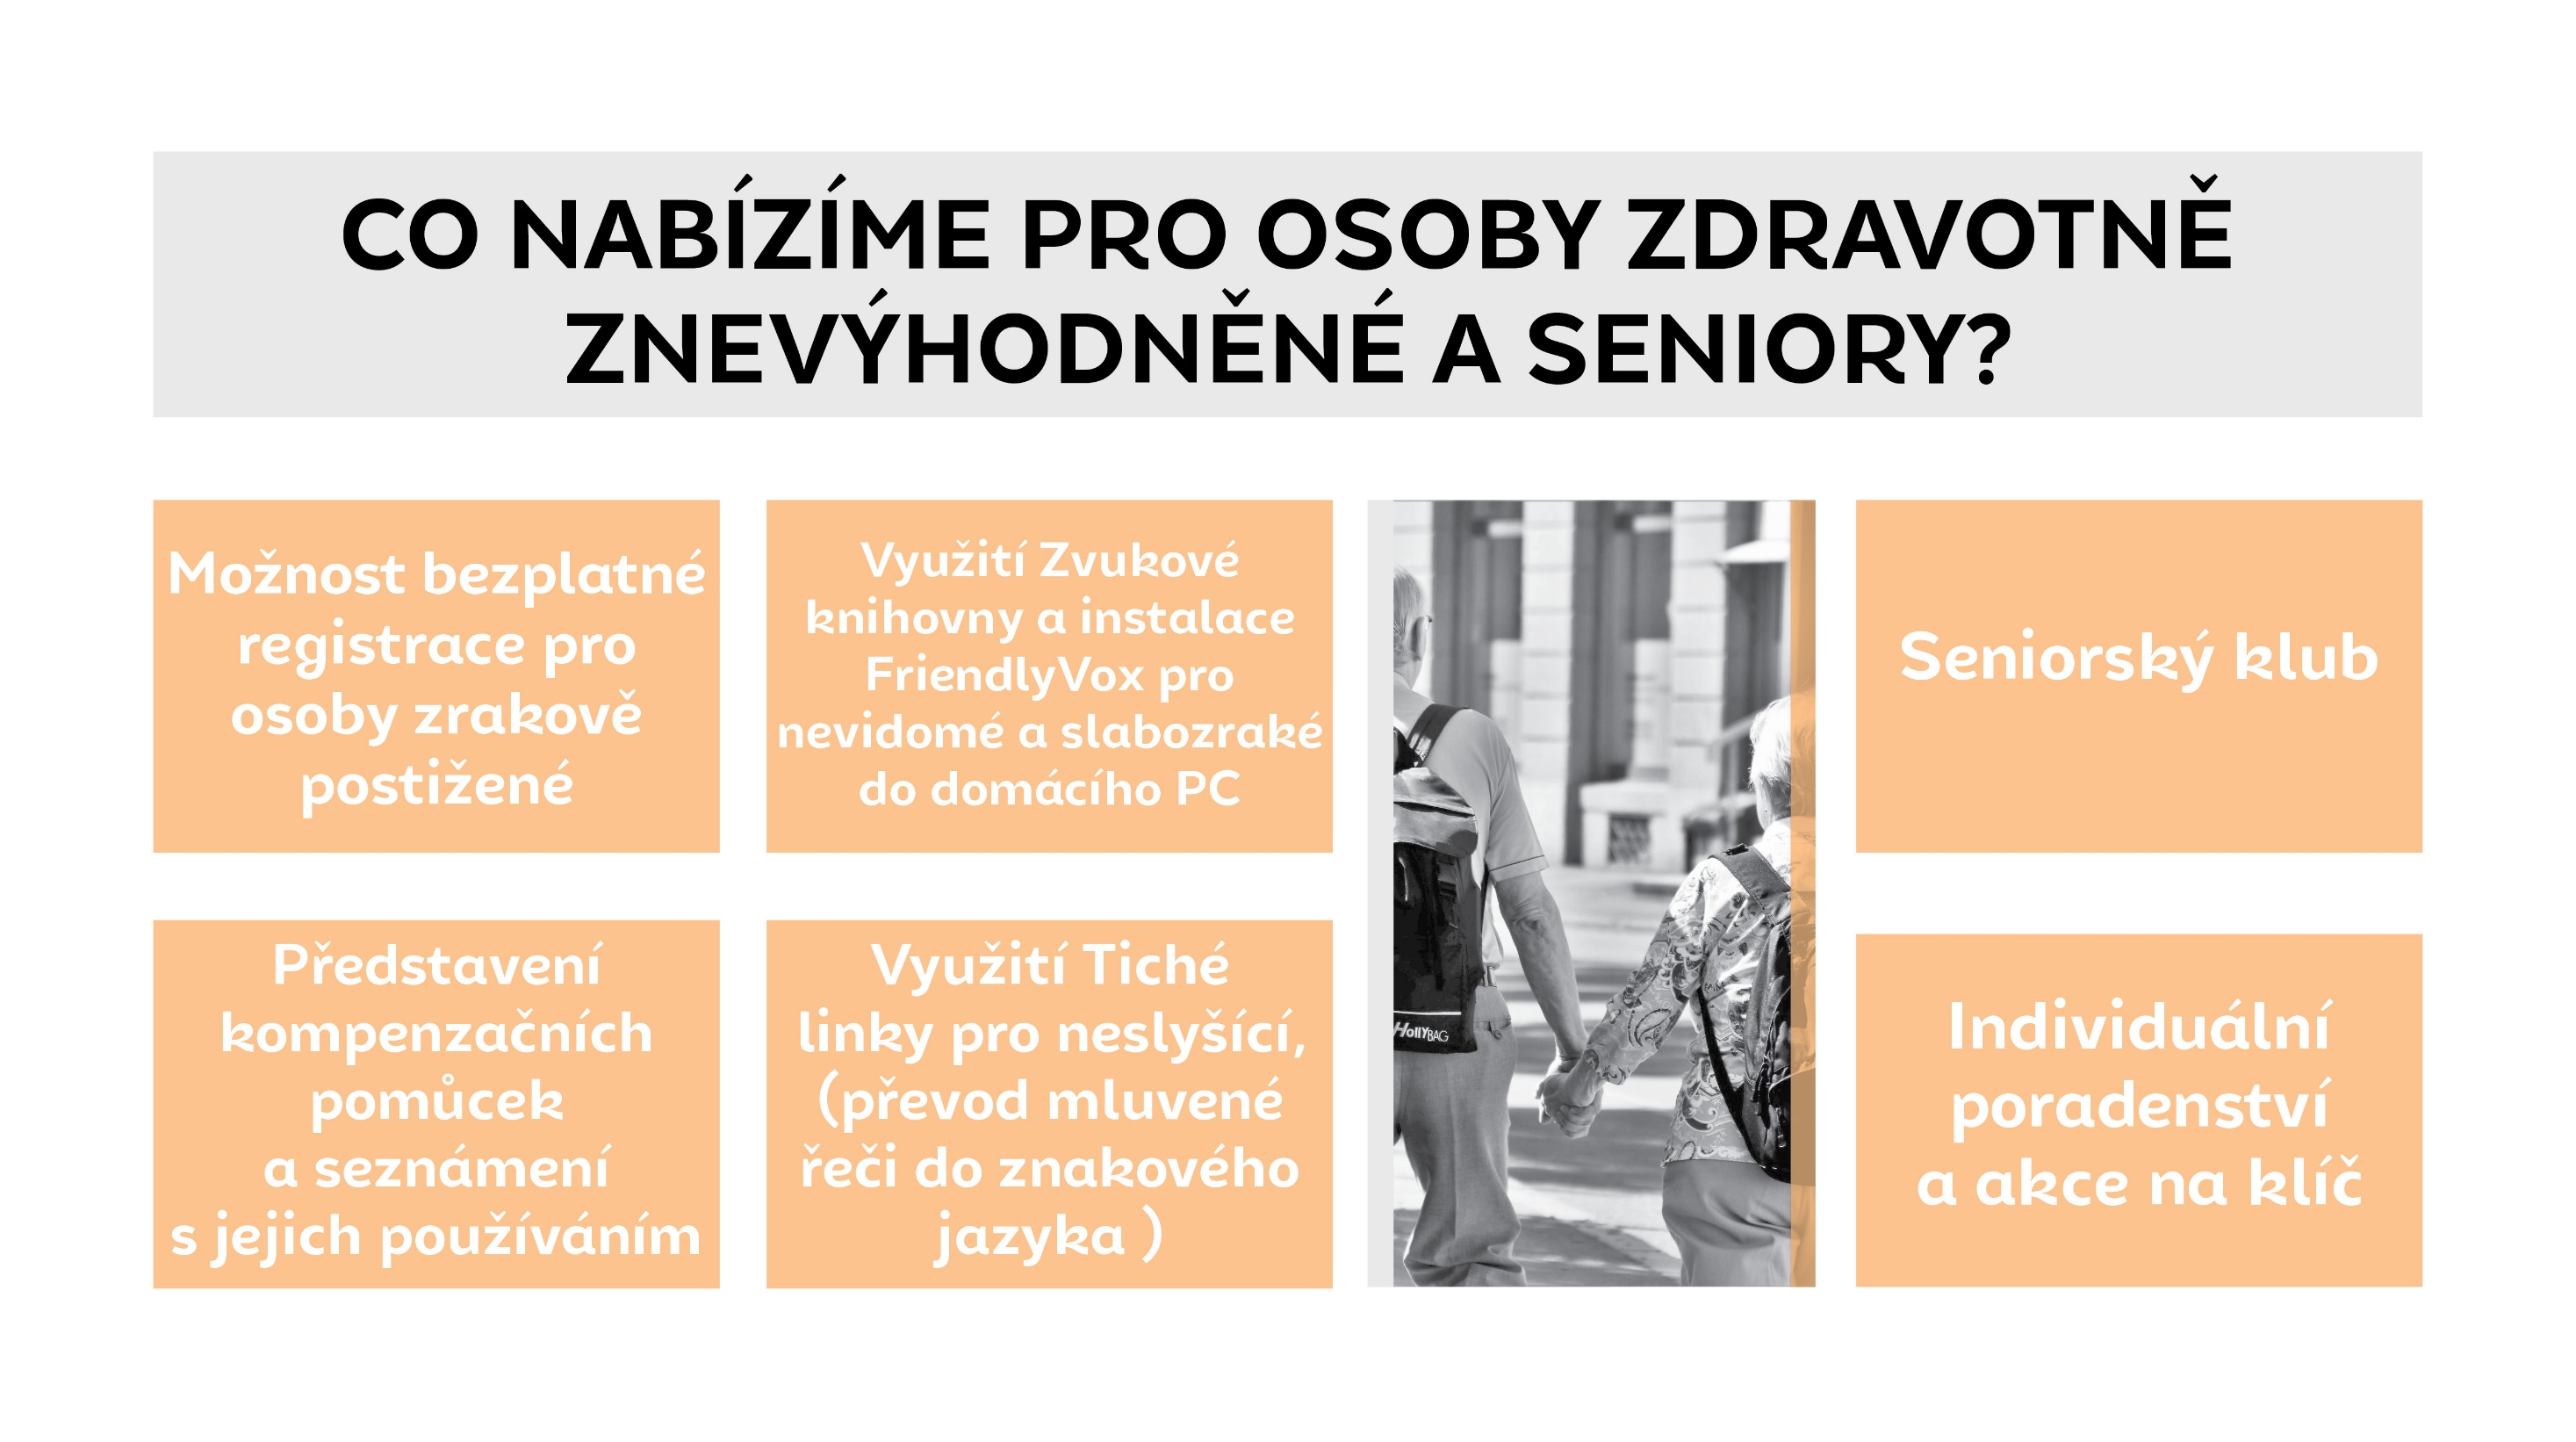 CO NABÍZÍME PRO OSOBY ZDRAVOTNĚ
ZNEVÝHODNĚNÉ A SENIORY?
Možnost bezplatné
registrace pro
osoby zrakově
postižené
Využití Zvukové
knihovny a instalace
FriendlyVox pro
nevidomé a slabozraké
do domácího PC
Seniorský klub
Představení
kompenzačních
pomůcek
a seznámení
s jejich používáním
Využití Tiché
linky pro neslyšící,
(převod mluvené
řeči do znakového
jazyka )
HollyBAG
Individuální
poradenství
a akce na klíč